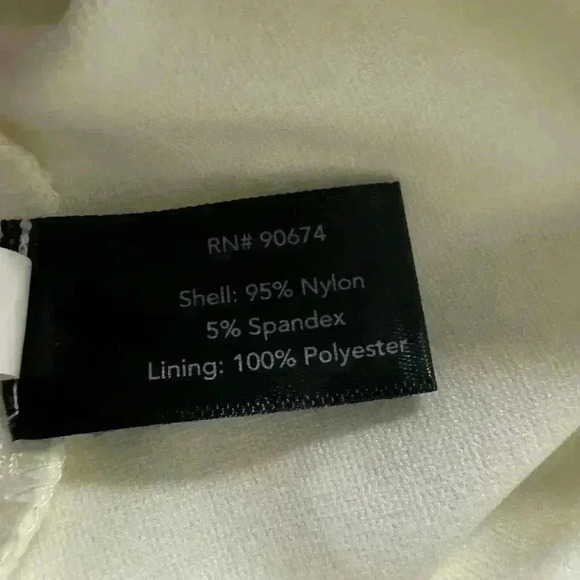 RN# 90674
Shell: 95% Nylon
5% Spandex
Lining: 100% Polyester